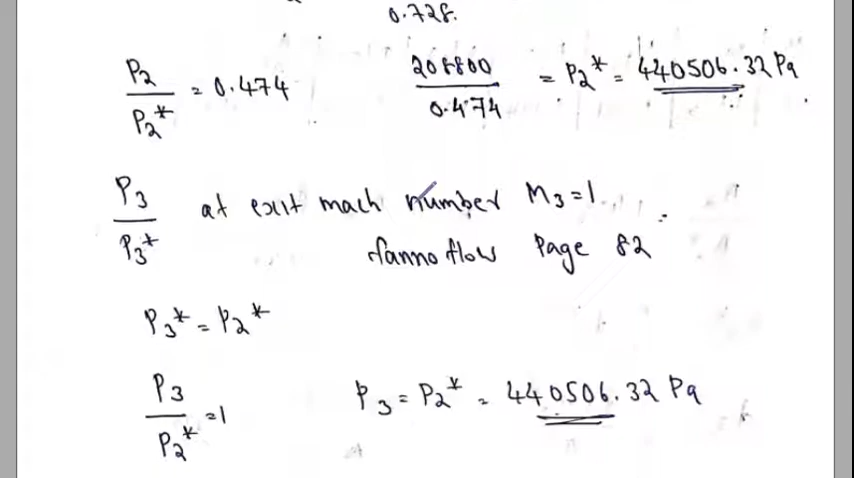 0.728.
P2 / P2* = 0.474    208800 / 0.474 = P2* = 440506.32 Pa
P3 / P3* at exit mach number M3=1.
fanno flow Page 82
P3* = P2*
P3 / P2* =1    P3 = P2* = 440506.32 Pa